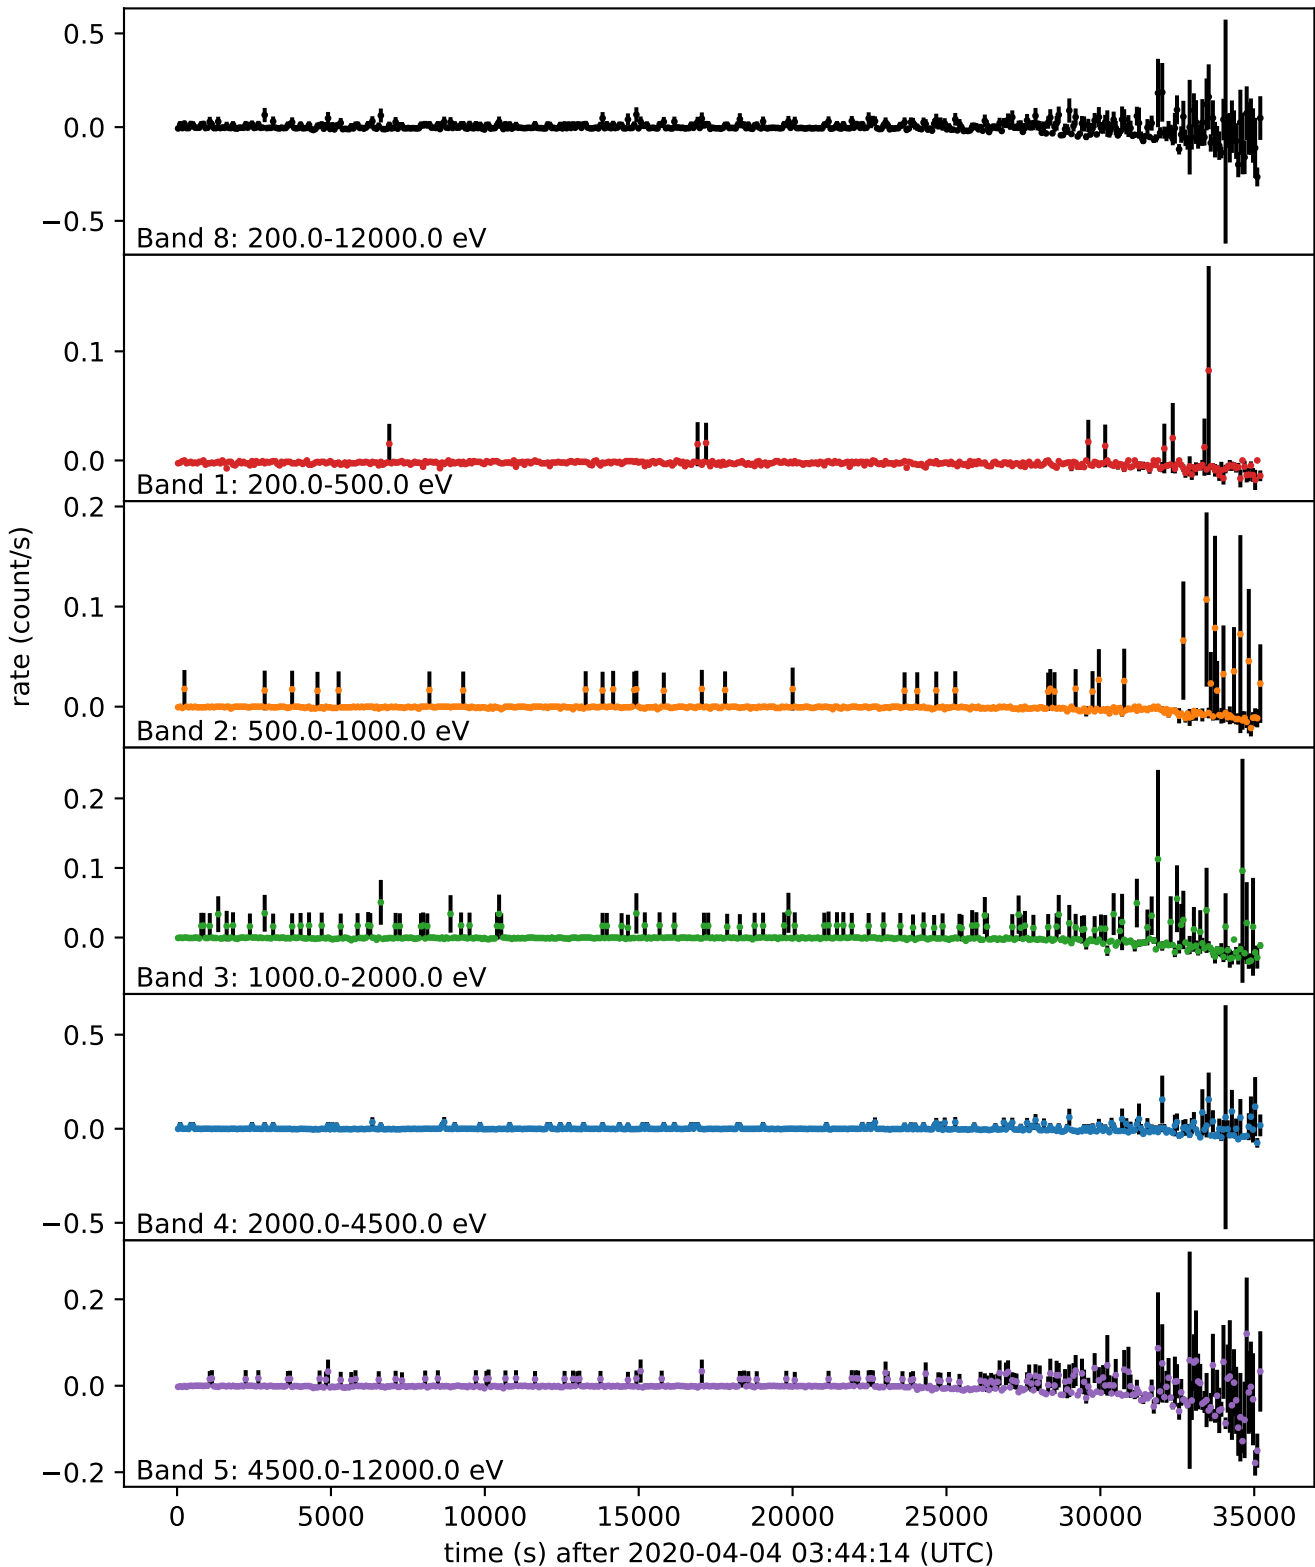 0.5
0.0
−0.5
Band 8: 200.0-12000.0 eV
0.1
0.0
Band 1: 200.0-500.0 eV
0.2
0.1
0.0
Band 2: 500.0-1000.0 eV
rate (count/s)
0.2
0.1
0.0
Band 3: 1000.0-2000.0 eV
0.5
0.0
−0.5
Band 4: 2000.0-4500.0 eV
0.2
0.0
−0.2
Band 5: 4500.0-12000.0 eV
0 5000 10000 15000 20000 25000 30000 35000
time (s) after 2020-04-04 03:44:14 (UTC)